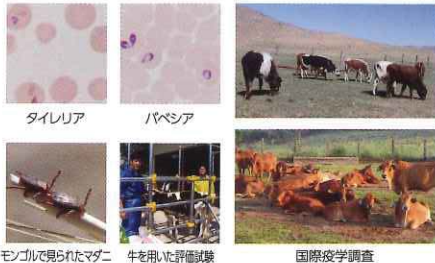 タイレリア
バベシア
モンゴルで見られたマダニ
牛を用いた評価試験
国際疫学調査